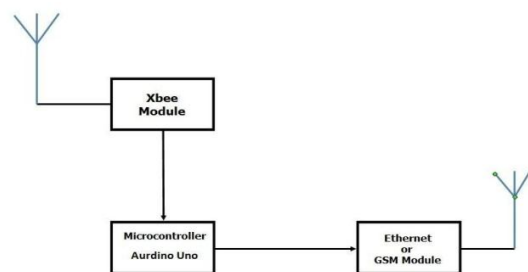 Xbee
Module
Microcontroller
Aurdino Uno
Ethernet
or
GSM Module